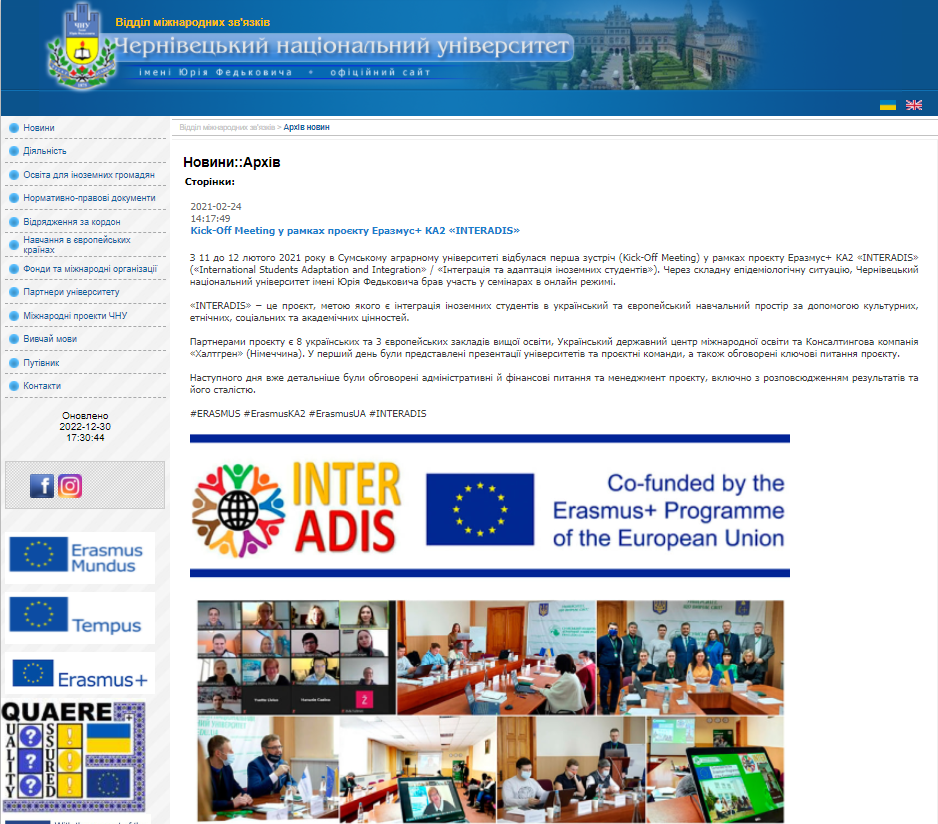 Відділ міжнародних зв'язків
Чернівецький національний університет
імені Юрія Федьковича • офіційний сайт
ЧНУ
Новини
Діяльність
Освіта для іноземних громадян
Нормативно-правові документи
Відрядження за кордон
Навчання в європейських
країнах
Фонди та міжнародні організації
Партнери університету
Міжнародні проекти ЧНУ
Вивчай мови
Путівник
Контакти
Оновлено
2022-12-30
17:30:44
Erasmus
Mundus
Tempus
Erasmus+
QUAERE
QUALITY
ASSURED
Відділ міжнародних зв'язків > Архів новин
Новини::Архів
Сторінки:
2021-02-24
14:17:49
Kick-Off Meeting у рамках проєкту Еразмус+ КА2 «INTERADIS»
З 11 до 12 лютого 2021 року в Сумському аграрному університеті відбулася перша зустріч (Kick-Off Meeting) у рамках проєкту Еразмус+ КА2 «INTERADIS»
(«International Students Adaptation and Integration» / «Інтеграція та адаптація іноземних студентів»). Через складну епідеміологічну ситуацію, Чернівецький
національний університет імені Юрія Федьковича брав участь у семінарах в онлайн режимі.
«INTERADIS» – це проєкт, метою якого є інтеграція іноземних студентів в український та європейський навчальний простір за допомогою культурних,
етнічних, соціальних та академічних цінностей.
Партнерами проєкту є 8 українських та 3 європейських закладів вищої освіти, Український державний центр міжнародної освіти та Консалтингова компанія
«Халтгрен» (Німеччина). У перший день були представлені презентації університетів та проєктні команди, а також обговорені ключові питання проєкту.
Наступного дня вже детальніше були обговорені адміністративні й фінансові питання та менеджмент проєкту, включно з розповсюдженням результатів та
його сталістю.
#ERASMUS #ErasmusKA2 #ErasmusUA #INTERADIS
INTER
ADIS
Co-funded by the
Erasmus+ Programme
of the European Union